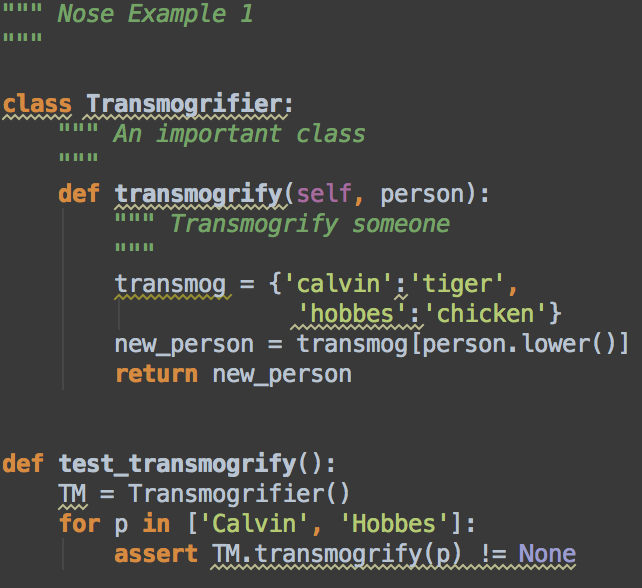 """ Nose Example 1
"""
class Transmogrifier:
""" An important class
"""
def transmogrify(self, person):
""" Transmogrify someone
"""
transmog = {'calvin':'tiger',
'hobbes':'chicken'}
new_person = transmog[person.lower()]
return new_person
def test_transmogrify():
TM = Transmogrifier()
for p in ['Calvin', 'Hobbes']:
assert TM.transmogrify(p) != None